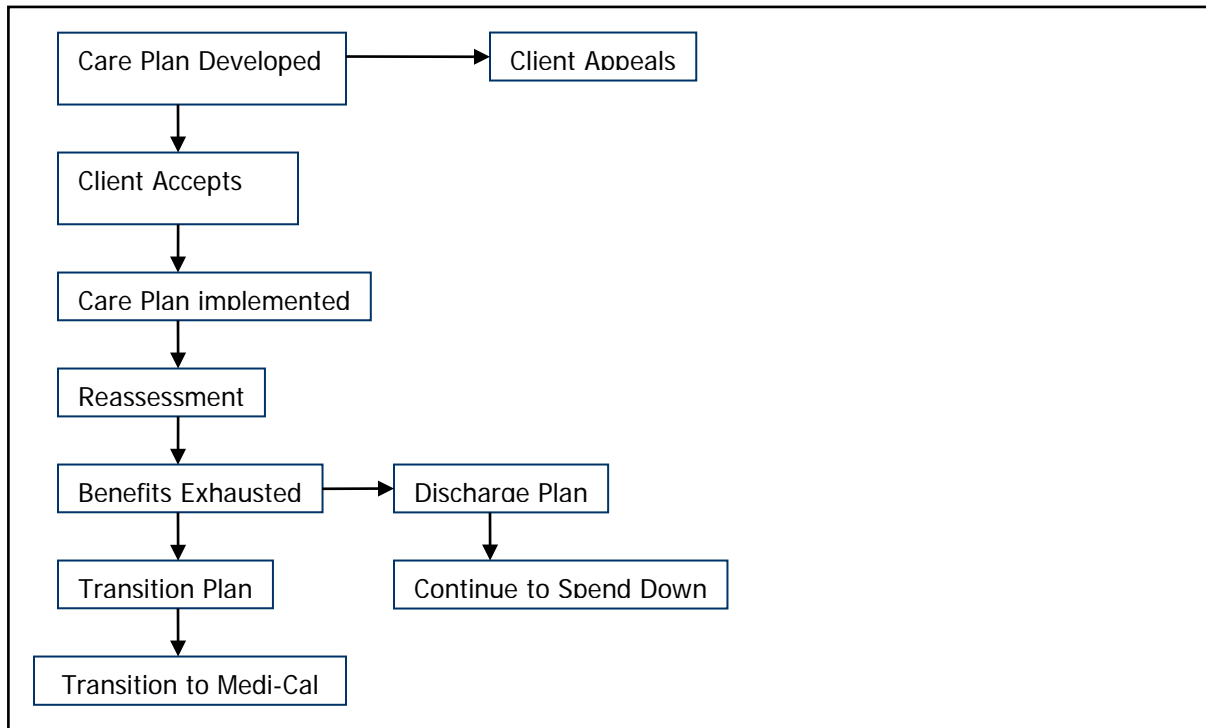 Care Plan Developed
Client Appeals
Client Accepts
Care Plan implemented
Reassessment
Benefits Exhausted
Discharge Plan
Transition Plan
Continue to Spend Down
Transition to Medi-Cal